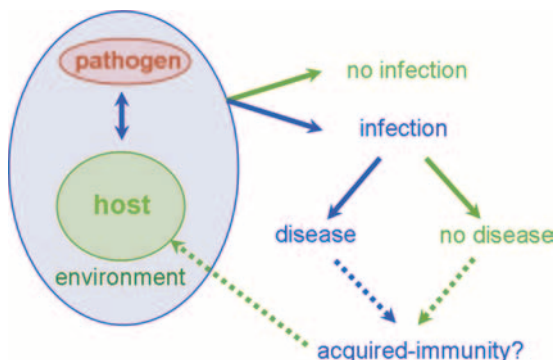 pathogen
no infection
infection
host
disease
no disease
environment
acquired-immunity?